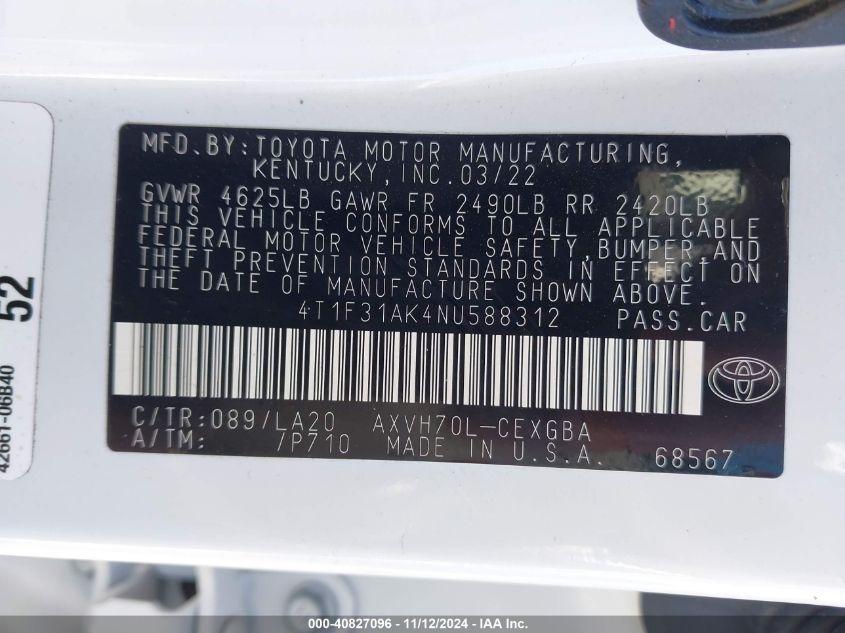 MFD.BY:TOYOTA MOTOR MANUFACTURING,
KENTUCKY,INC.03/22
GVWR 4625LB GAWR FR 2490LB RR 2420LB
THIS VEHICLE CONFORMS TO ALL APPLICABLE
FEDERAL MOTOR VEHICLE SAFETY,BUMPER,AND
THEFT PREVENTION STANDARDS IN EFFECT ON
THE DATE OF MANUFACTURE SHOWN ABOVE.
4T1F31AK4NU588312 PASS.CAR
C/TR:089/LA20 AXVH70L-CEXGBA
A/TM: /P710 MADE IN U.S.A. 68567
52
42661-06B40
000-40827096 - 11/12/2024 - IAA Inc.